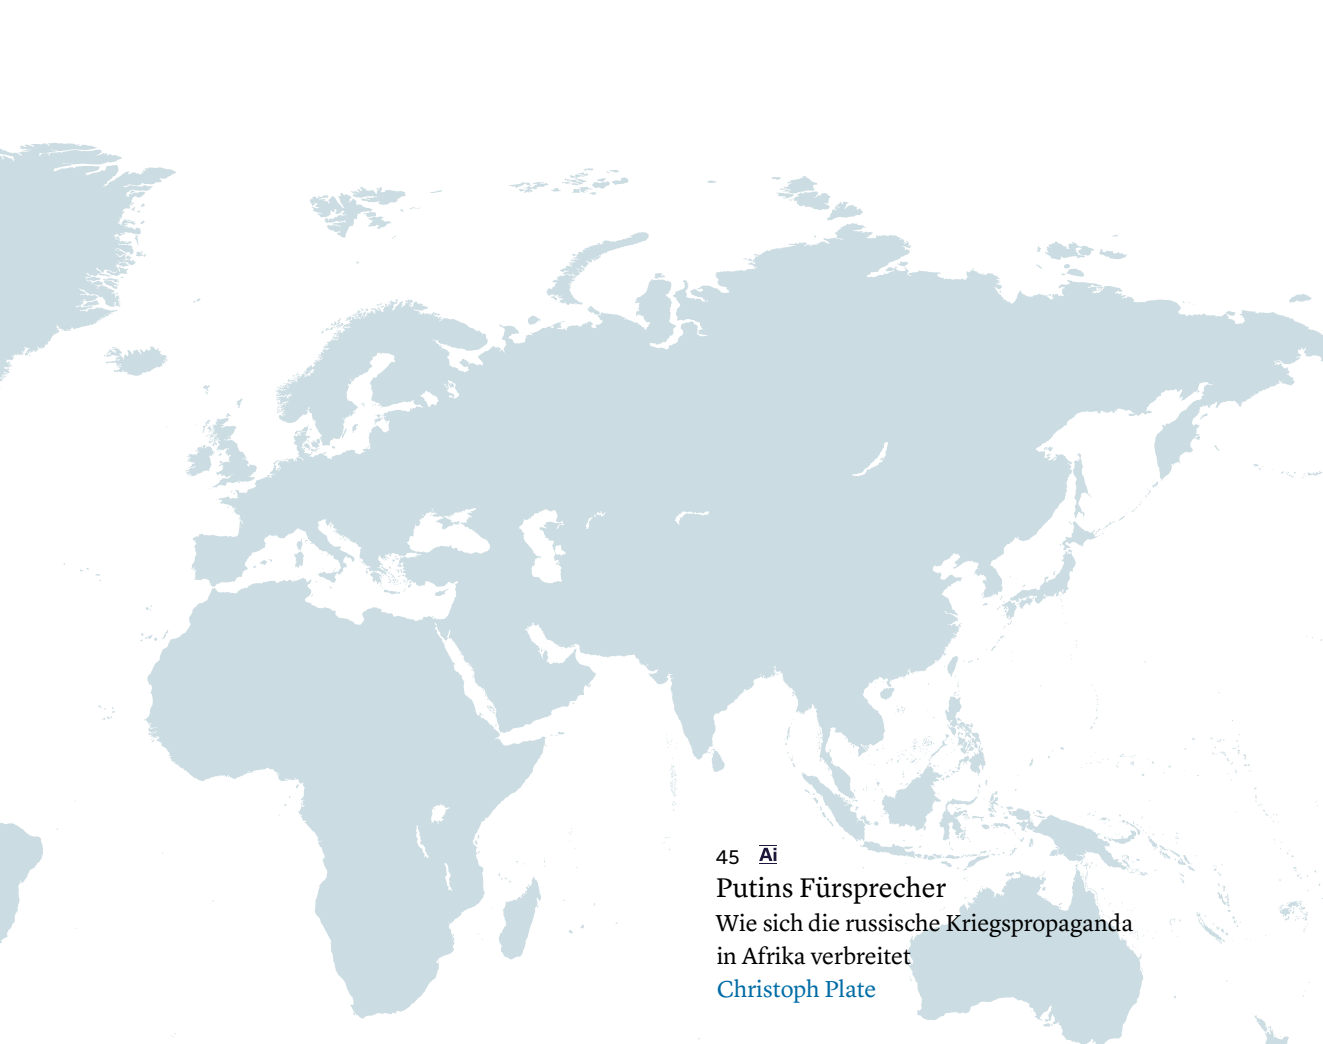 45 Ai
Putins Fürsprecher
Wie sich die russische Kriegspropaganda
in Afrika verbreitet
Christoph Plate